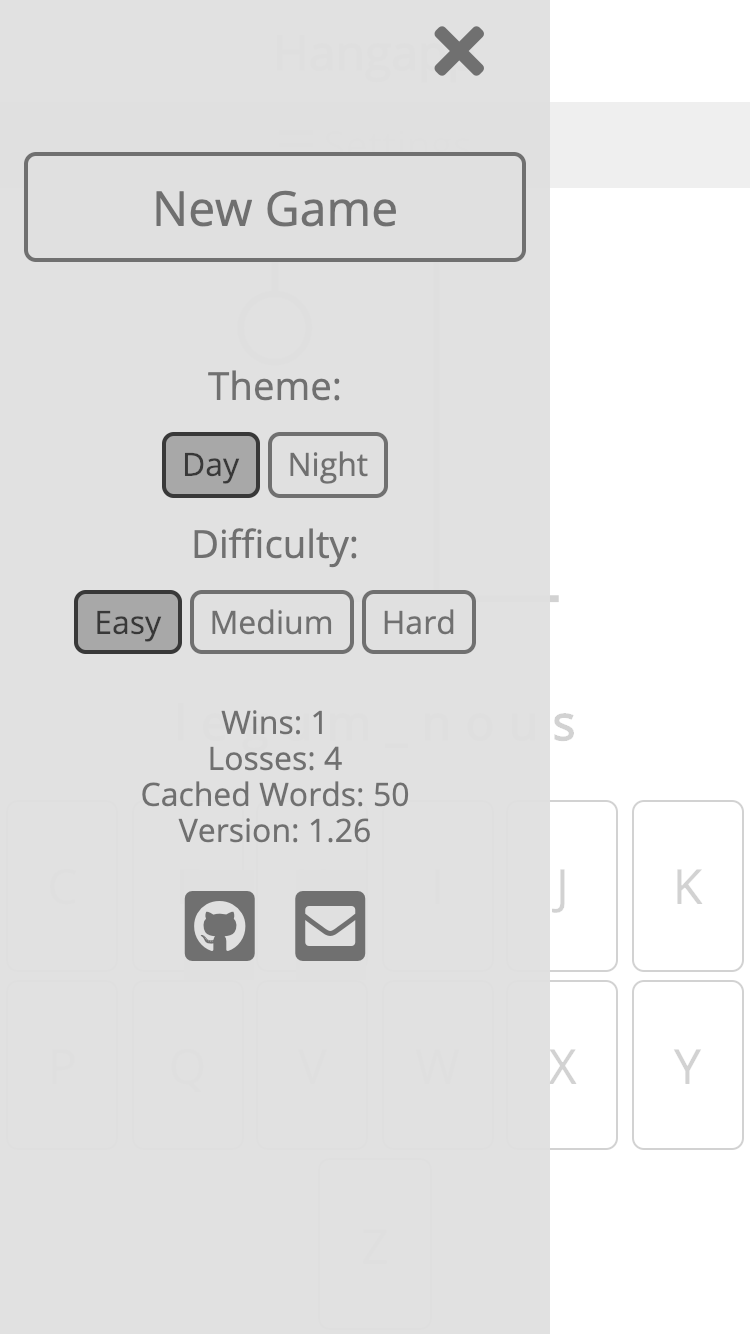 New Game
Theme:
Day Night
Difficulty:
Easy Medium Hard
s
Wins: 1
Losses: 4
Cached Words: 50
Version: 1.26
J K
P Q V W X Y
Z